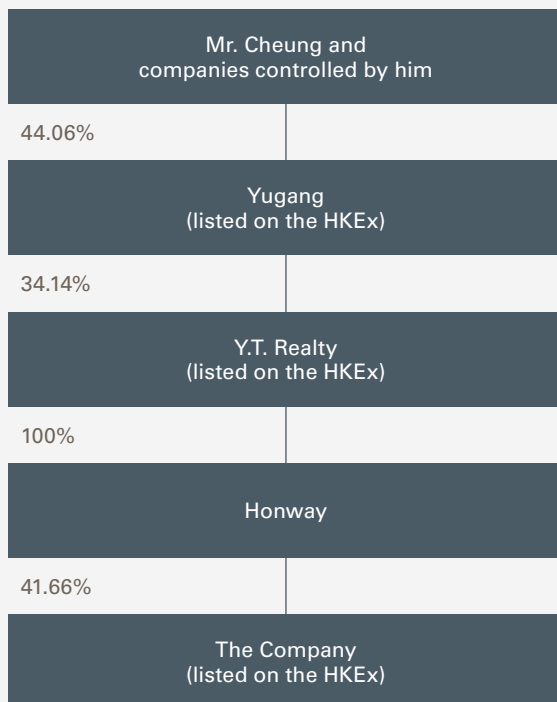 Mr. Cheung and
companies controlled by him
44.06%
Yugang
(listed on the HKEx)
34.14%
Y.T. Realty
(listed on the HKEx)
100%
Honway
41.66%
The Company
(listed on the HKEx)